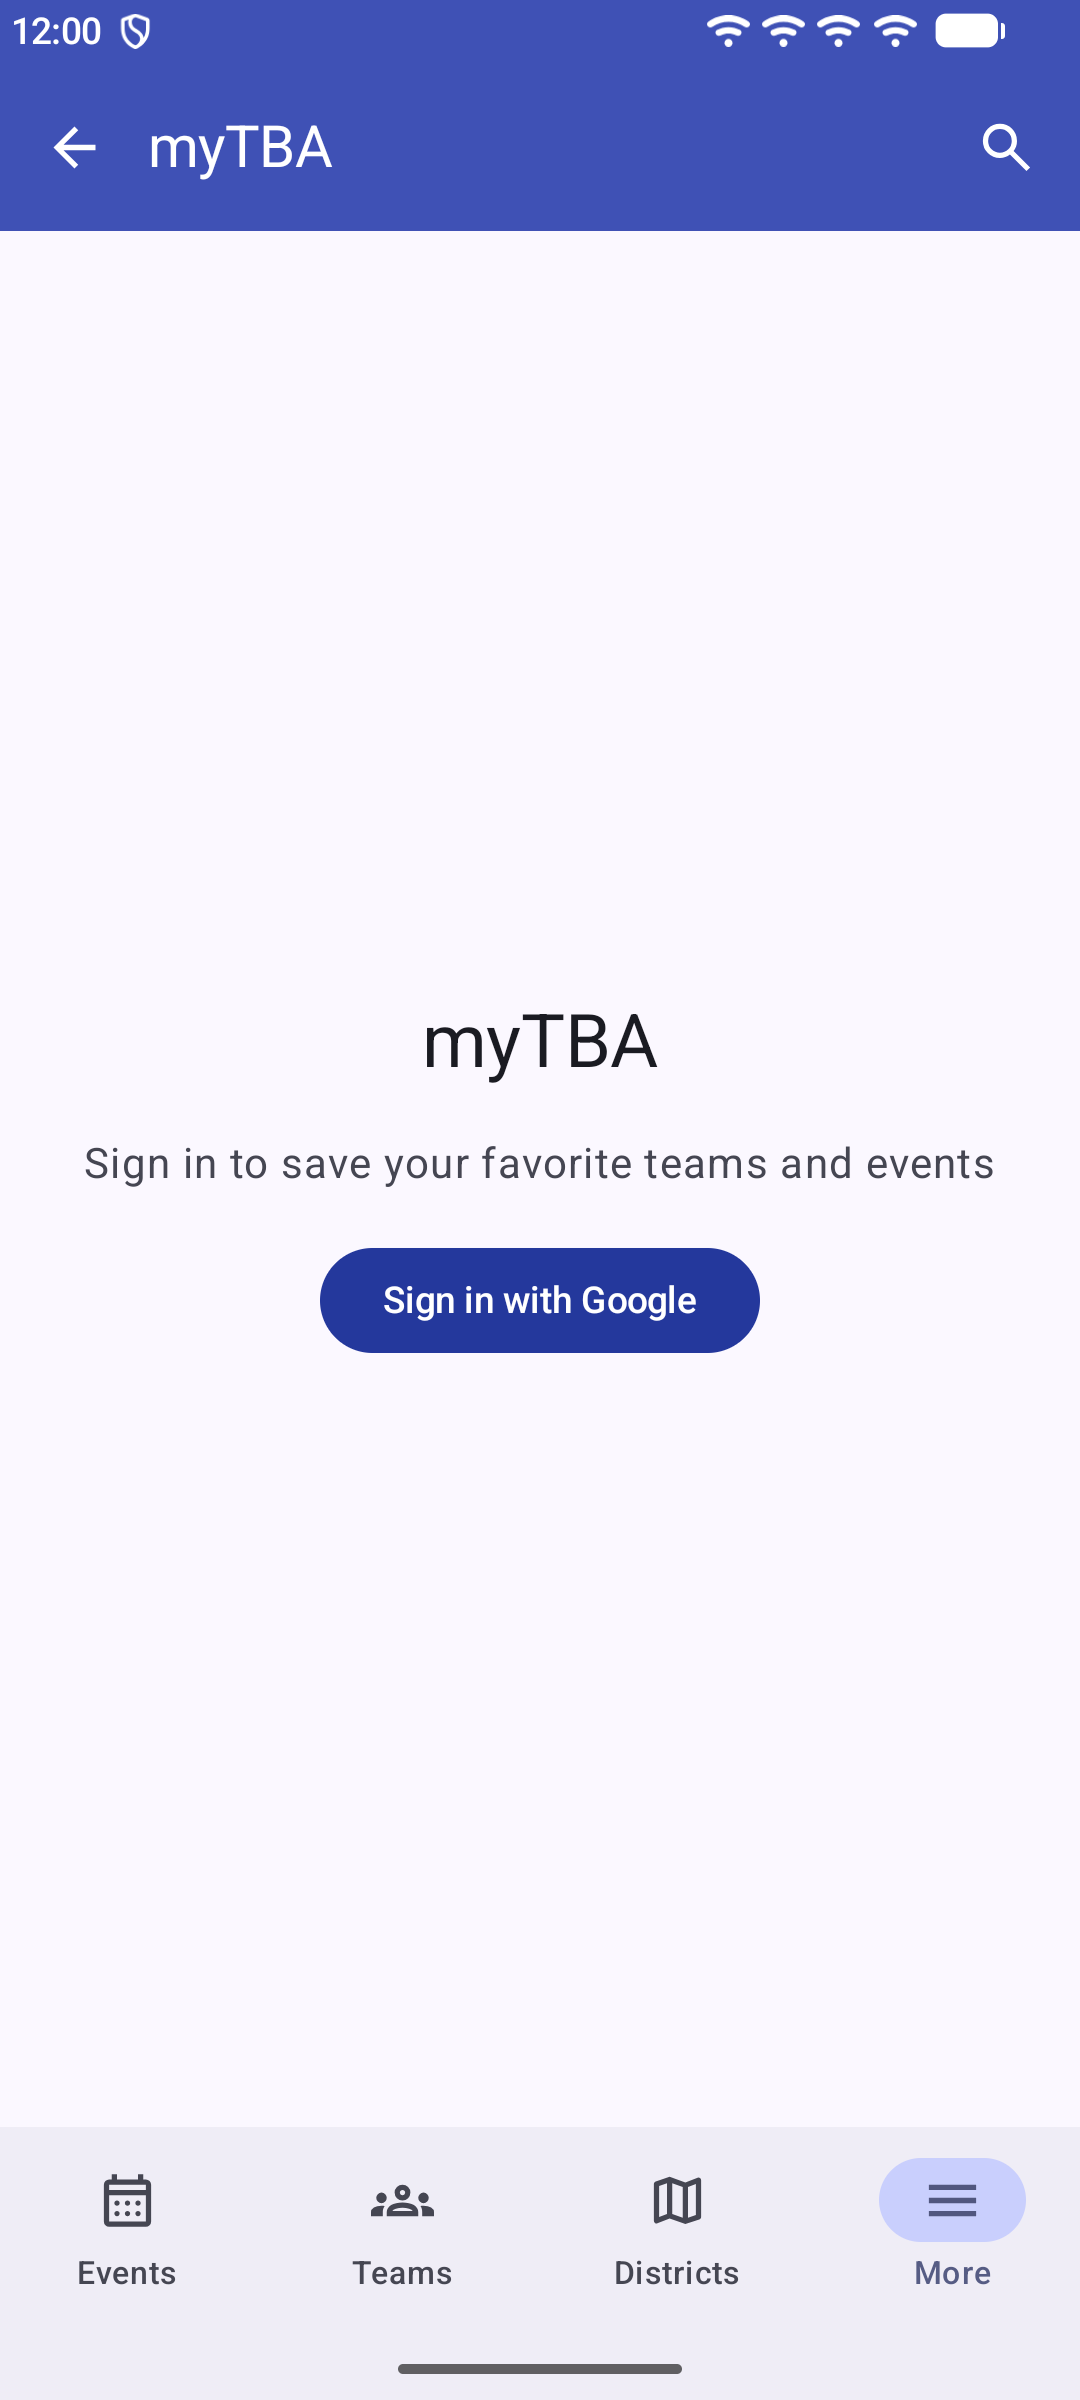 12:00
myTBA
myTBA
Sign in to save your favorite teams and events
Sign in with Google
Events
Teams
Districts
More